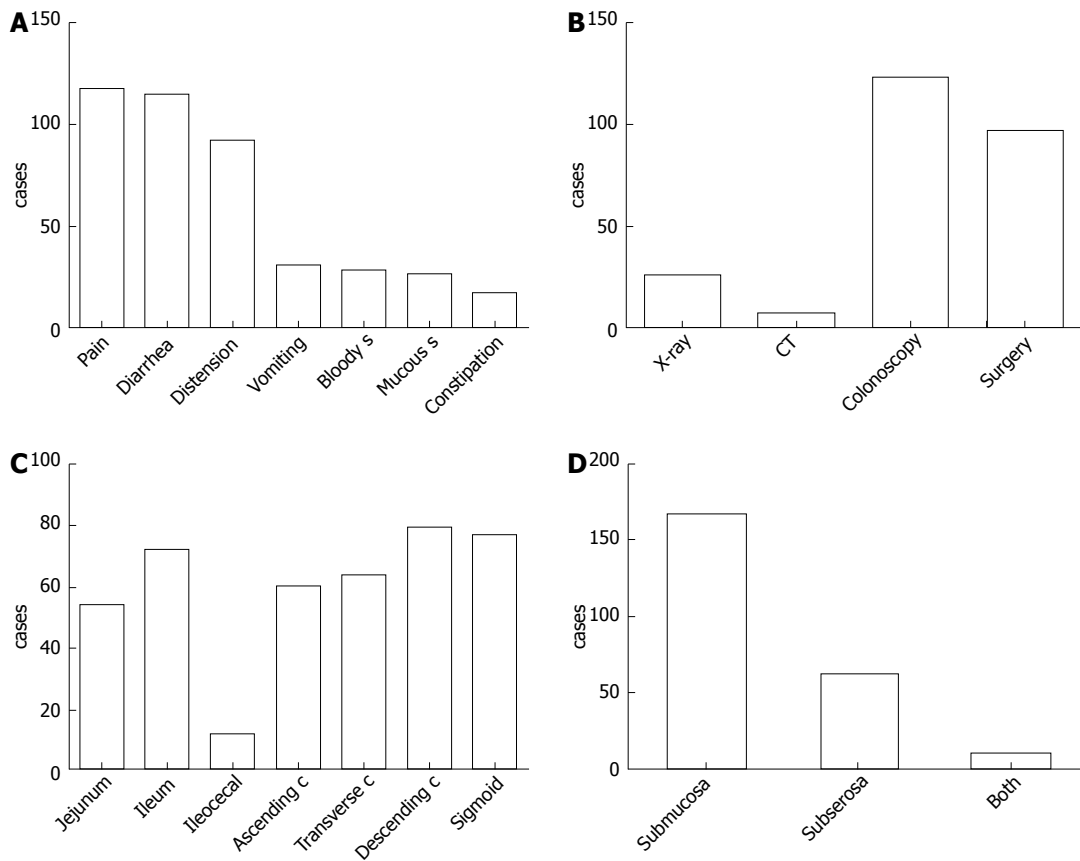 A
150
100
50
0
cases
Pain
Diarrhea
Distension
Vomiting
Bloody s
Mucous s
Constipation
B
150
100
50
0
cases
X-ray
CT
Colonoscopy
Surgery
C
100
80
60
40
20
0
cases
Jejunum
Ileum
Ileocecal
Ascending c
Transverse c
Descending c
Sigmoid
D
200
150
100
50
0
cases
Submucosa
Subserosa
Both